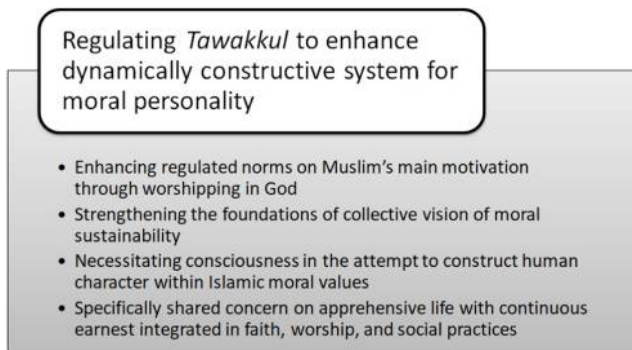 Regulating Tawakkul to enhance
dynamically constructive system for
moral personality
• Enhancing regulated norms on Muslim's main motivation
through worshipping in God
• Strengthening the foundations of collective vision of moral
sustainability
• Necessitating consciousness in the attempt to construct human
character within Islamic moral values
• Specifically shared concern on apprehensive life with continuous
earnest integrated in faith, worship, and social practices